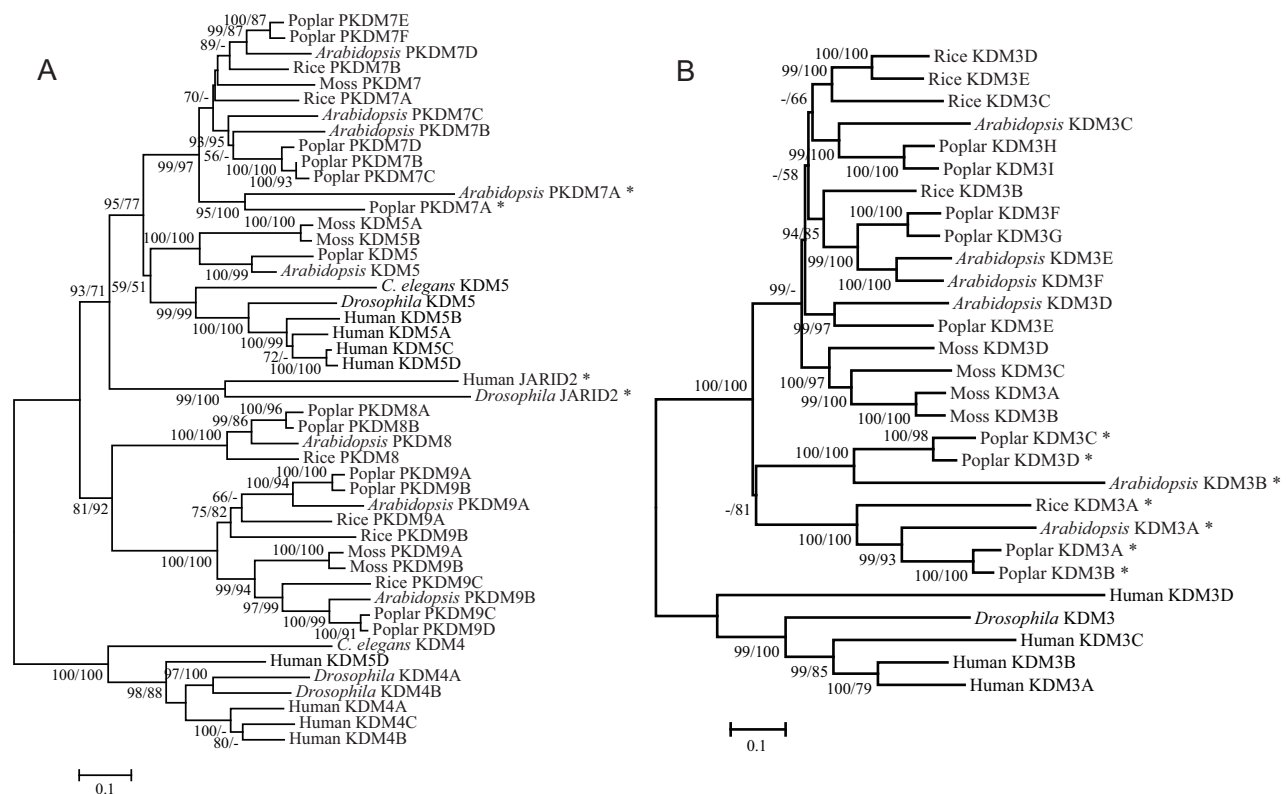 A
100/87
Poplar PKDM7E
99/87
Poplar PKDM7F
89/-
Arabidopsis PKDM7D
Rice PKDM7B
Moss PKDM7
70/-
Rice PKDM7A
Arabidopsis PKDM7C
Arabidopsis PKDM7B
93/95
Poplar PKDM7D
56/-
Poplar PKDM7B
99/97
100/100
Poplar PKDM7C
100/93
Arabidopsis PKDM7A *
95/77
95/100
Poplar PKDM7A *
100/100
Moss KDM5A
Moss KDM5B
Poplar KDM5
100/99
Arabidopsis KDM5
93/71
59/51
C. elegans KDM5
99/99
Drosophila KDM5
100/100
Human KDM5B
100/99
Human KDM5A
72/-
Human KDM5C
100/100
Human KDM5D
Human JARID2 *
99/100
Drosophila JARID2 *
100/96
Poplar PKDM8A
99/86
Poplar PKDM8B
100/100
Arabidopsis PKDM8
Rice PKDM8
100/100
Poplar PKDM9A
100/94
Poplar PKDM9B
81/92
66/-
Arabidopsis PKDM9A
75/82
Rice PKDM9A
Rice PKDM9B
100/100
100/100
Moss PKDM9A
Moss PKDM9B
99/94
Rice PKDM9C
97/99
Arabidopsis PKDM9B
100/99
Poplar PKDM9C
100/91
Poplar PKDM9D
C. elegans KDM4
100/100
Human KDM5D
97/100
Drosophila KDM4A
98/88
Drosophila KDM4B
Human KDM4A
100/-
Human KDM4C
80/-
Human KDM4B
0.1
B
100/100
Rice KDM3D
99/100
Rice KDM3E
-/66
Rice KDM3C
Arabidopsis KDM3C
99/100
Poplar KDM3H
-/58
100/100
Poplar KDM3I
Rice KDM3B
100/100
Poplar KDM3F
94/85
Poplar KDM3G
99/100
Arabidopsis KDM3E
100/100
Arabidopsis KDM3F
99/-
Arabidopsis KDM3D
99/97
Poplar KDM3E
Moss KDM3D
100/100
100/97
Moss KDM3C
99/100
Moss KDM3A
100/100
Moss KDM3B
100/98
Poplar KDM3C *
100/100
Poplar KDM3D *
Arabidopsis KDM3B *
-/81
Rice KDM3A *
100/100
Arabidopsis KDM3A *
99/93
Poplar KDM3A *
100/100
Poplar KDM3B *
Human KDM3D
Drosophila KDM3
99/100
Human KDM3C
99/85
Human KDM3B
100/79
Human KDM3A
0.1